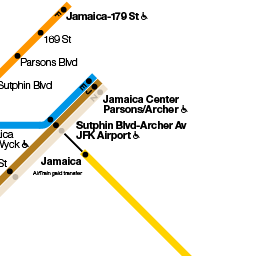 F
Jamaica-179 St ♿
169 St
Parsons Blvd
Sutphin Blvd
E
J
Z
Jamaica Center
Parsons/Archer ♿
Sutphin Blvd-Archer Av
JFK Airport ♿
ica
Wyck ♿
St
Jamaica
AirTrain paid transfer